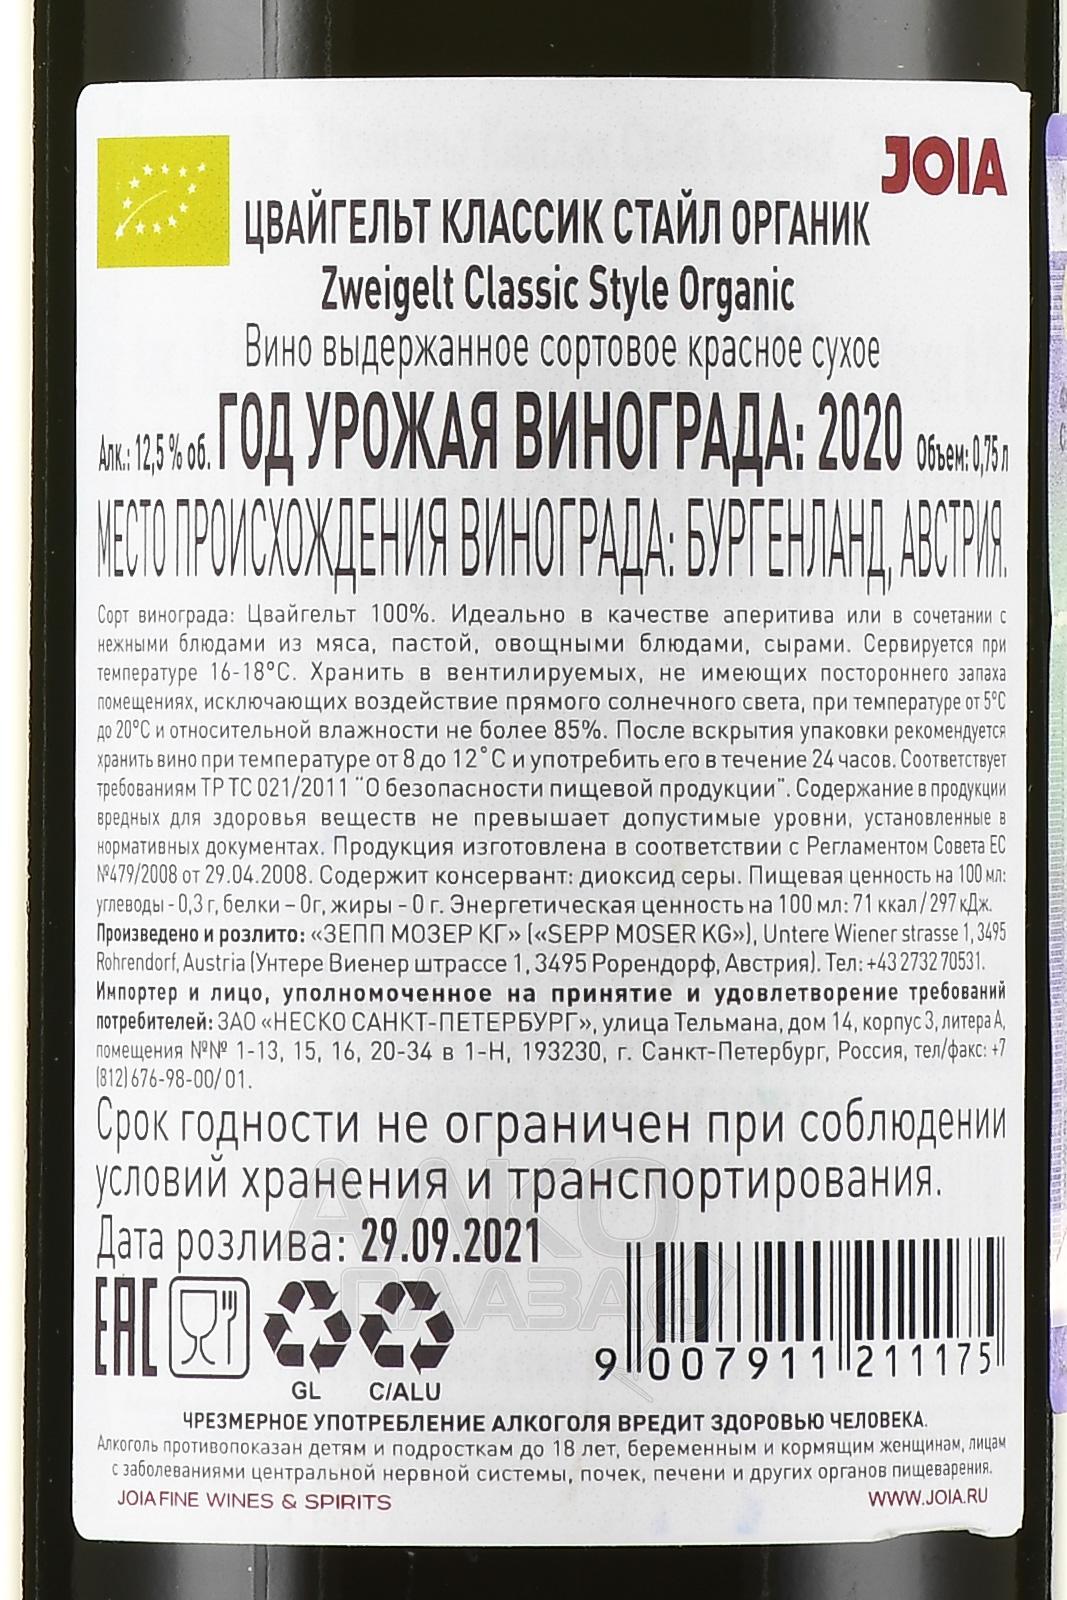 JOIA
ЦВАЙГЕЛЬТ КЛАССИК СТАЙЛ ОРГАНИК
Zweigelt Classic Style Organic
Вино выдержанное сортовое красное сухое
Алк.: 12,5 % об. ГОД УРОЖАЯ ВИНОГРАДА: 2020 Объем: 0,75 л
МЕСТО ПРОИСХОЖДЕНИЯ ВИНОГРАДА: БУРГЕНЛАНД, АВСТРИЯ.
Сорт винограда: Цвайгельт 100%. Идеально в качестве аперитива или в сочетании с
нежными блюдами из мяса, пастой, овощными блюдами, сырами. Сервируется при
температуре 16-18°С. Хранить в вентилируемых, не имеющих постороннего запаха
помещениях, исключающих воздействие прямого солнечного света, при температуре от 5°С
до 20°С и относительной влажности не более 85%. После вскрытия упаковки рекомендуется
хранить вино при температуре от 8 до 12˚С и употребить его в течение 24 часов. Соответствует
требованиям ТР ТС 021/2011 "О безопасности пищевой продукции". Содержание в продукции
вредных для здоровья веществ не превышает допустимые уровни, установленные в
нормативных документах. Продукция изготовлена в соответствии с Регламентом Совета ЕС
№479/2008 от 29.04.2008. Содержит консервант: диоксид серы. Пищевая ценность на 100 мл:
углеводы - 0,3 г, белки – 0г, жиры - 0 г. Энергетическая ценность на 100 мл: 71 ккал / 297 кДж.
Произведено и розлито: «ЗЕПП МОЗЕР КГ» («SEPP MOSER KG»), Untere Wiener strasse 1, 3495
Rohrendorf, Austria (Унтере Виенер штрассе 1, 3495 Рорендорф, Австрия). Тел: +43 2732 70531.
Импортер и лицо, уполномоченное на принятие и удовлетворение требований
потребителей: ЗАО «НЕСКО САНКТ-ПЕТЕРБУРГ», улица Тельмана, дом 14, корпус 3, литера А,
помещения №№ 1-13, 15, 16, 20-34 в 1-Н, 193230, г. Санкт-Петербург, Россия, тел/факс: +7
(812) 676-98-00/ 01.
Срок годности не ограничен при соблюдении
условий хранения и транспортирования.
Дата розлива: 29.09.2021
АЛКО
ПЛАЗА
ЕАС
GL
C/ALU
9 007911 211175
ЧРЕЗМЕРНОЕ УПОТРЕБЛЕНИЕ АЛКОГОЛЯ ВРЕДИТ ЗДОРОВЬЮ ЧЕЛОВЕКА.
Алкоголь противопоказан детям и подросткам до 18 лет, беременным и кормящим женщинам, лицам
с заболеваниями центральной нервной системы, почек, печени и других органов пищеварения.
JOIA FINE WINES & SPIRITS
WWW.JOIA.RU